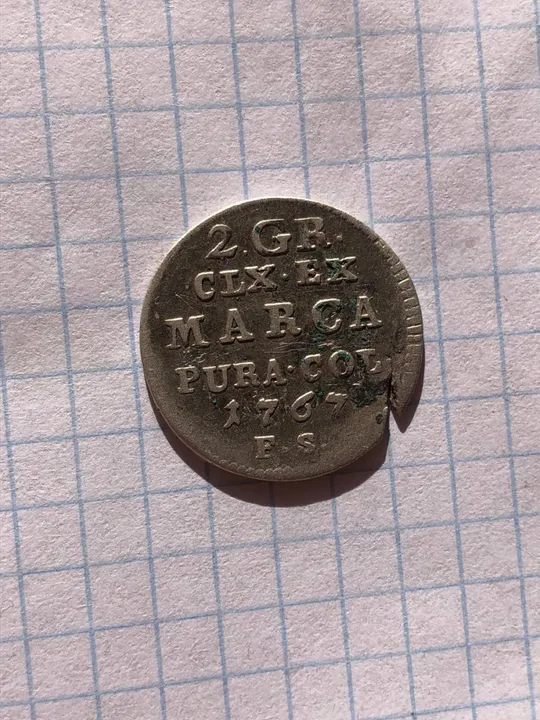 2.GR.
·CLX·EX
MARCA
PURA·COL
1767
F·S·